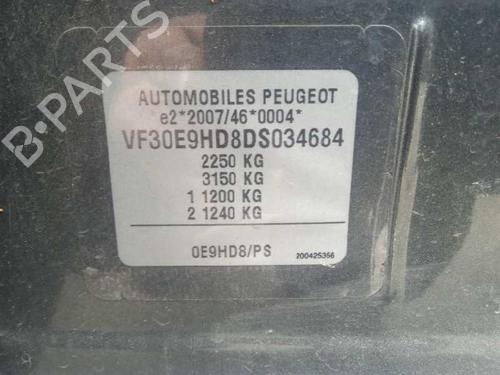 AUTOMOBILES PEUGEOT
e2*2007/46*0004*
VF30E9HD8DS034684
2250 KG
3150 KG
1 1200 KG
2 1240 KG
0E9HD8/PS
200425356